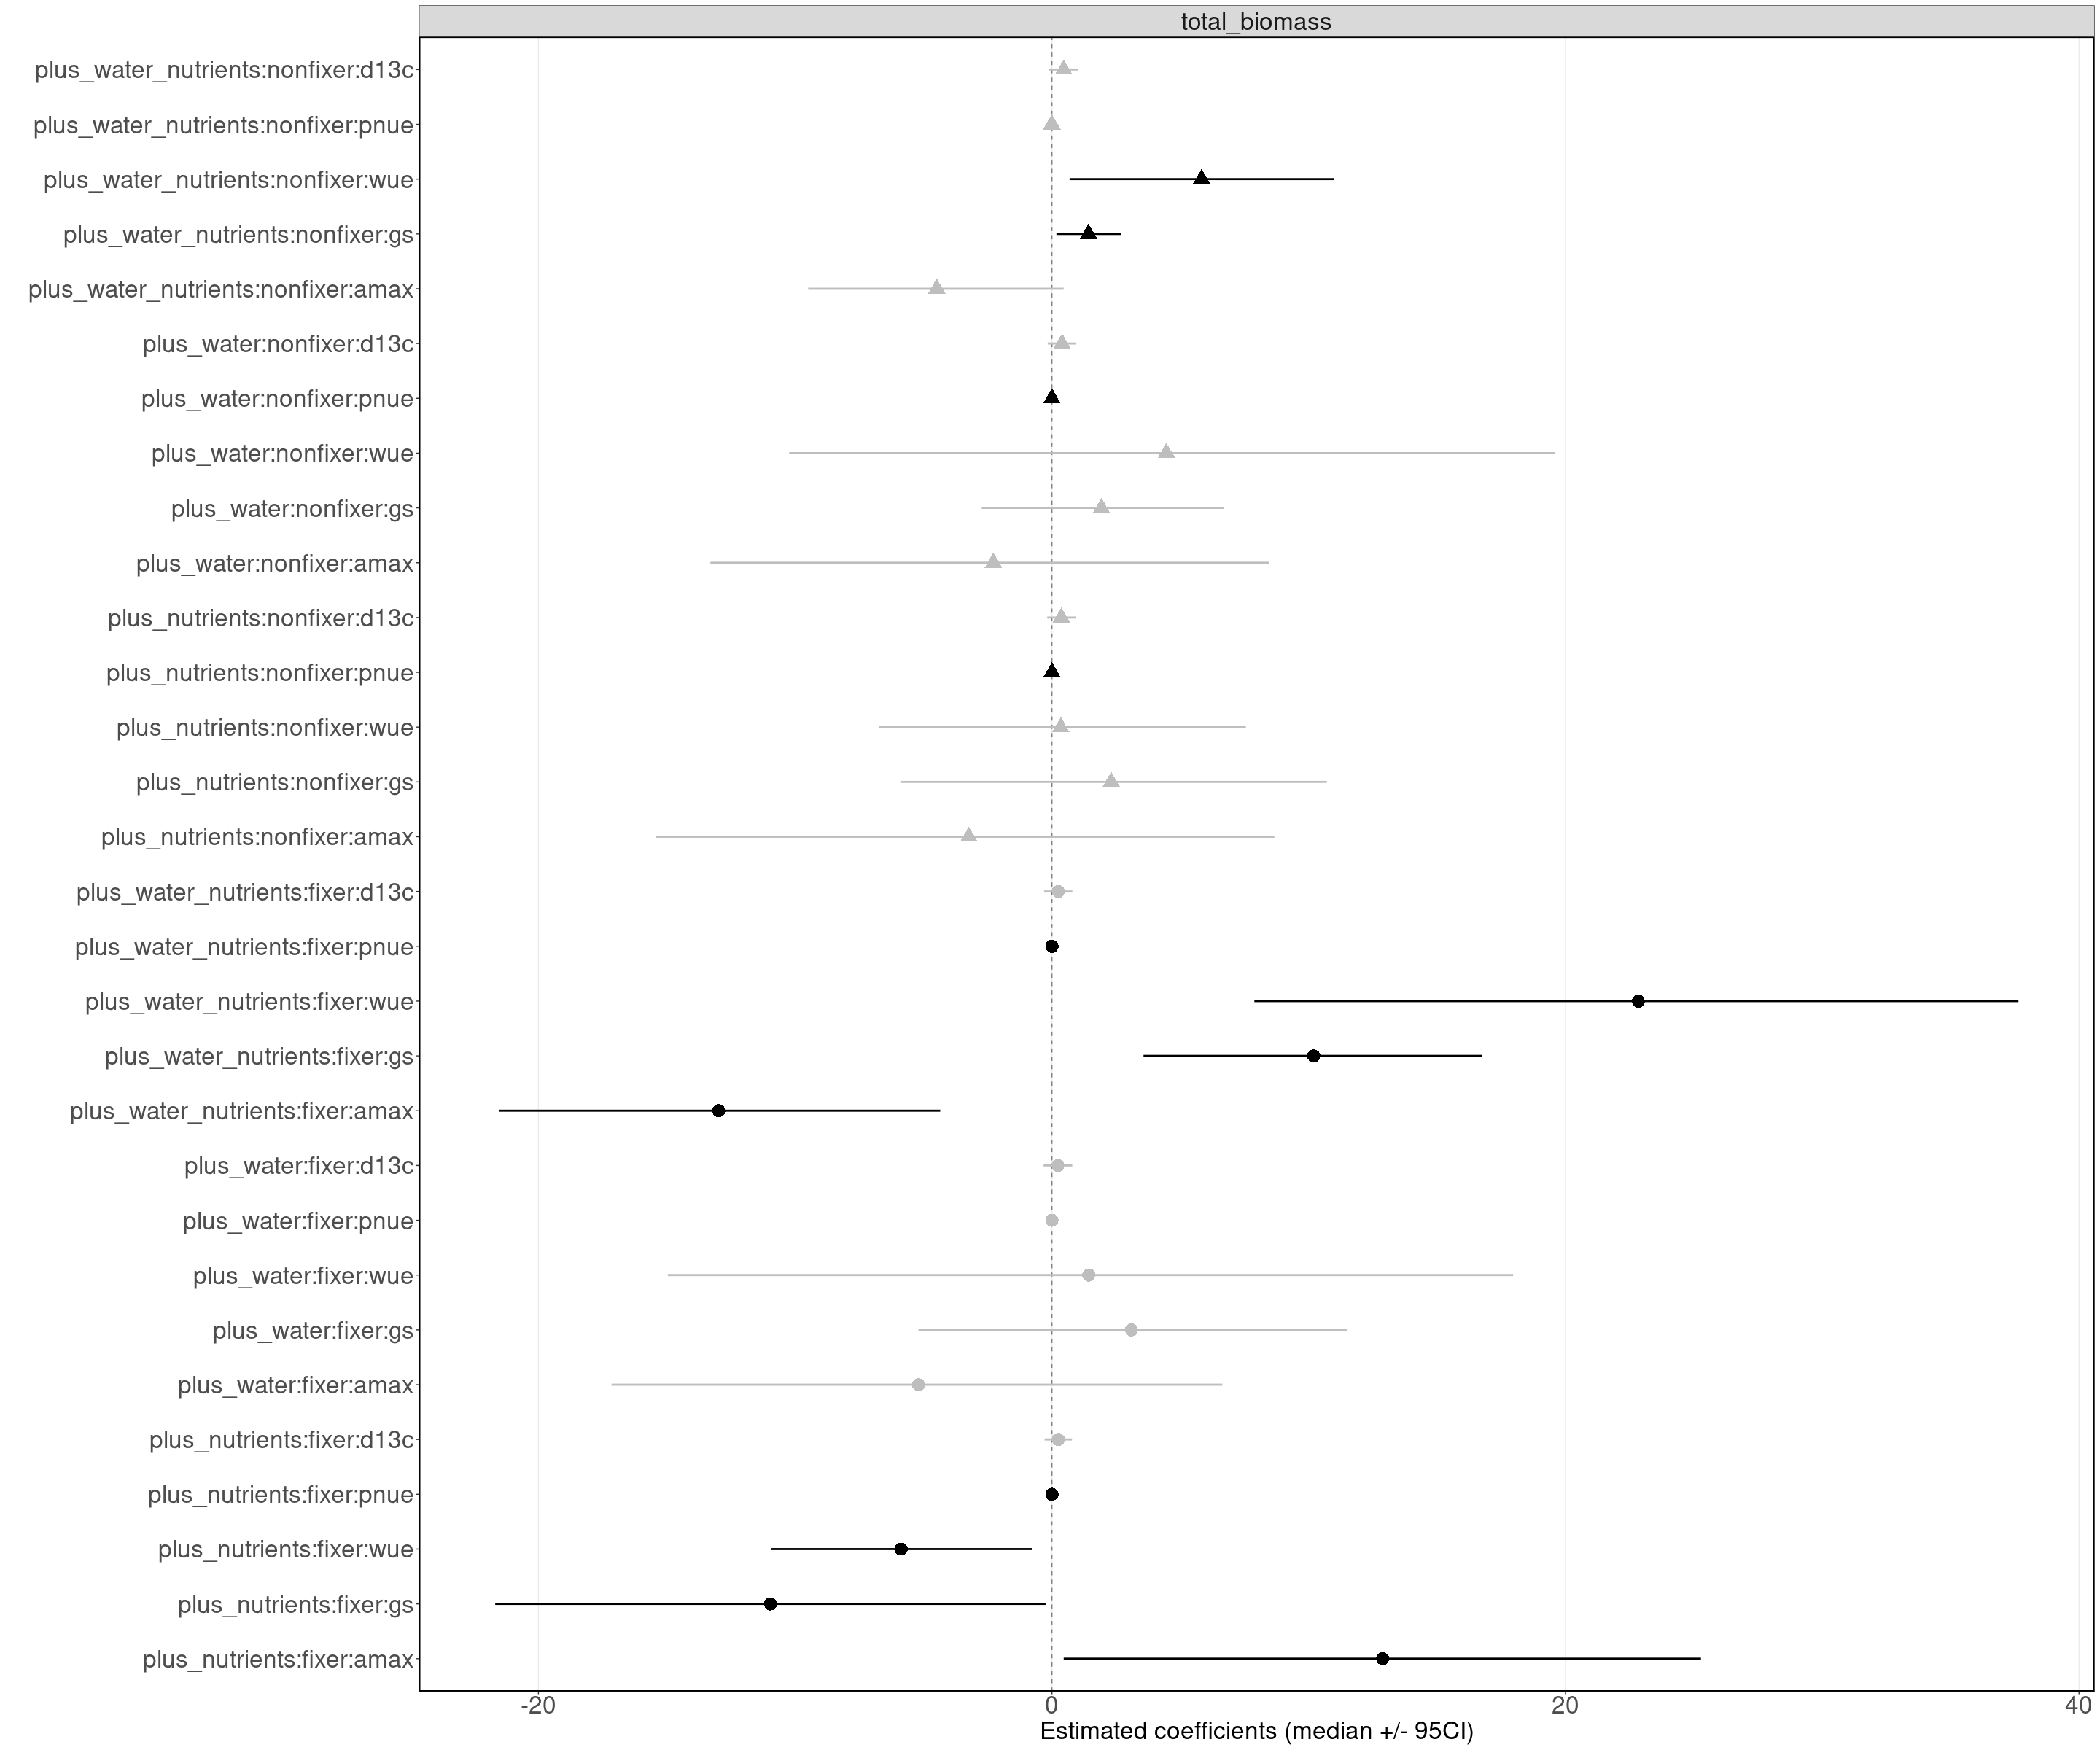 total_biomass
plus_water_nutrients:nonfixer:d13c
plus_water_nutrients:nonfixer:pnue
plus_water_nutrients:nonfixer:wue
plus_water_nutrients:nonfixer:gs
plus_water_nutrients:nonfixer:amax
plus_water:nonfixer:d13c
plus_water:nonfixer:pnue
plus_water:nonfixer:wue
plus_water:nonfixer:gs
plus_water:nonfixer:amax
plus_nutrients:nonfixer:d13c
plus_nutrients:nonfixer:pnue
plus_nutrients:nonfixer:wue
plus_nutrients:nonfixer:gs
plus_nutrients:nonfixer:amax
plus_water_nutrients:fixer:d13c
plus_water_nutrients:fixer:pnue
plus_water_nutrients:fixer:wue
plus_water_nutrients:fixer:gs
plus_water_nutrients:fixer:amax
plus_water:fixer:d13c
plus_water:fixer:pnue
plus_water:fixer:wue
plus_water:fixer:gs
plus_water:fixer:amax
plus_nutrients:fixer:d13c
plus_nutrients:fixer:pnue
plus_nutrients:fixer:wue
plus_nutrients:fixer:gs
plus_nutrients:fixer:amax
-20 0 20 40
Estimated coefficients (median +/- 95CI)